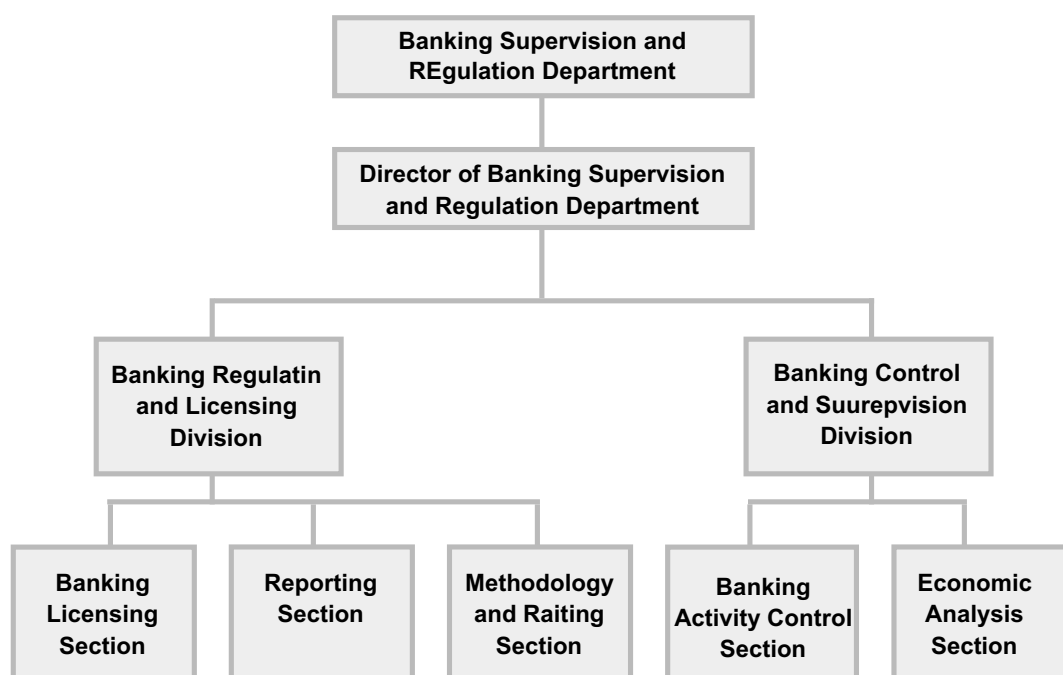 Banking Supervision and
REgulation Department
Director of Banking Supervision
and Regulation Department
Banking Regulatin
and Licensing
Division
Banking Control
and Suurepvision
Division
Banking
Licensing
Section
Reporting
Section
Methodology
and Raiting
Section
Banking
Activity Control
Section
Economic
Analysis
Section